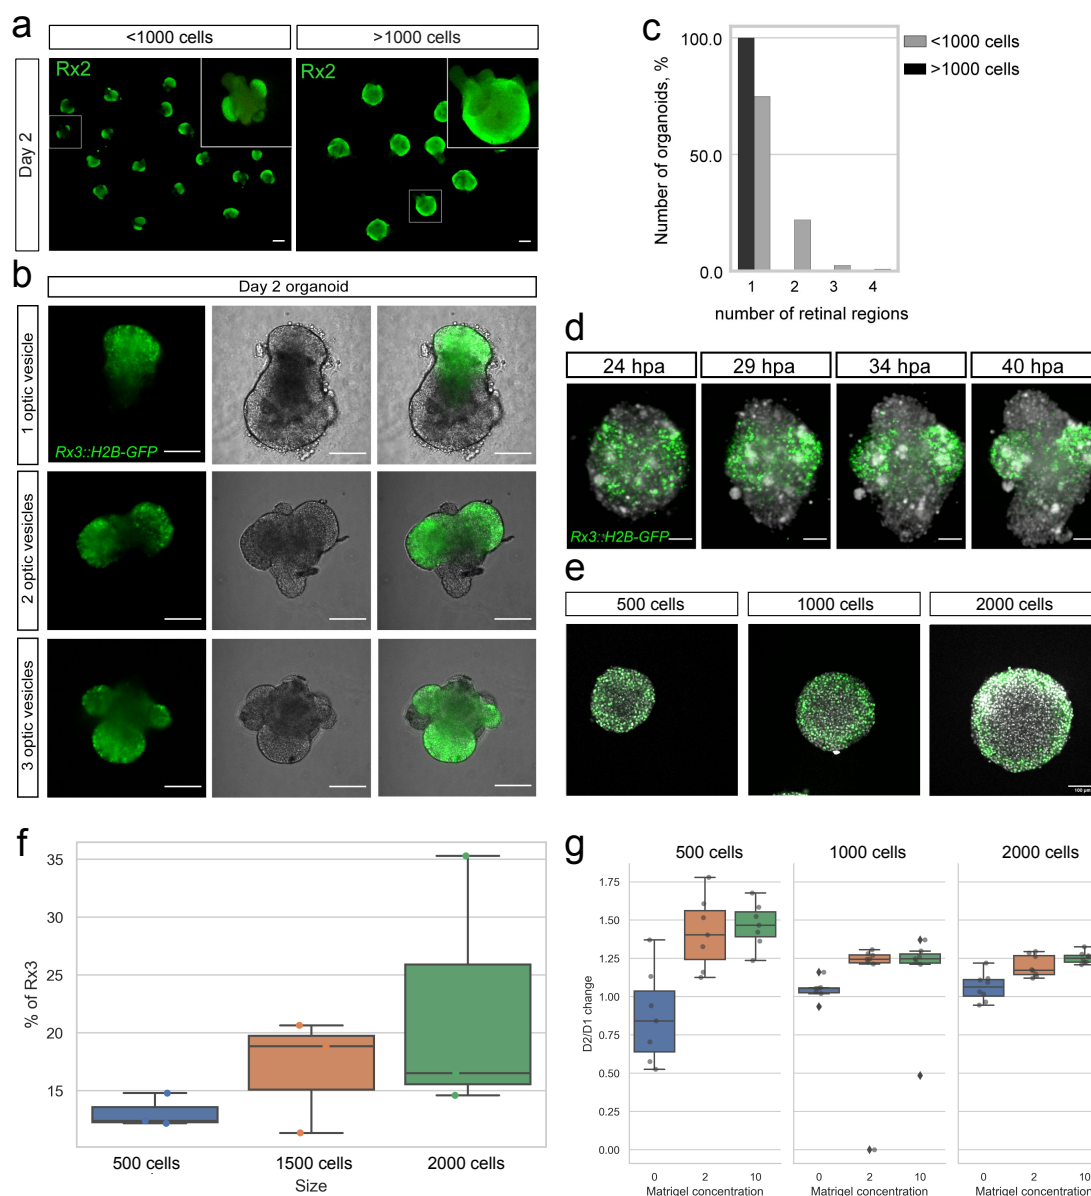 a
<1000 cells
>1000 cells
Day 2
Rx2
Rx2
b
Day 2 organoid
1 optic vesicle
Rx3::H2B-GFP
2 optic vesicles
3 optic vesicles
c
Number of organoids, %
100.0
50.0
0.0
1 2 3 4
number of retinal regions
<1000 cells
>1000 cells
d
24 hpa
29 hpa
34 hpa
40 hpa
Rx3::H2B-GFP
e
500 cells
1000 cells
2000 cells
100 µm
f
% of Rx3
35
30
25
20
15
500 cells
1500 cells
2000 cells
Size
g
500 cells
1000 cells
2000 cells
D2/D1 change
1.75
1.50
1.25
1.00
0.75
0.50
0.25
0.00
0 2 10
0 2 10
0 2 10
Matrigel concentration
Matrigel concentration
Matrigel concentration